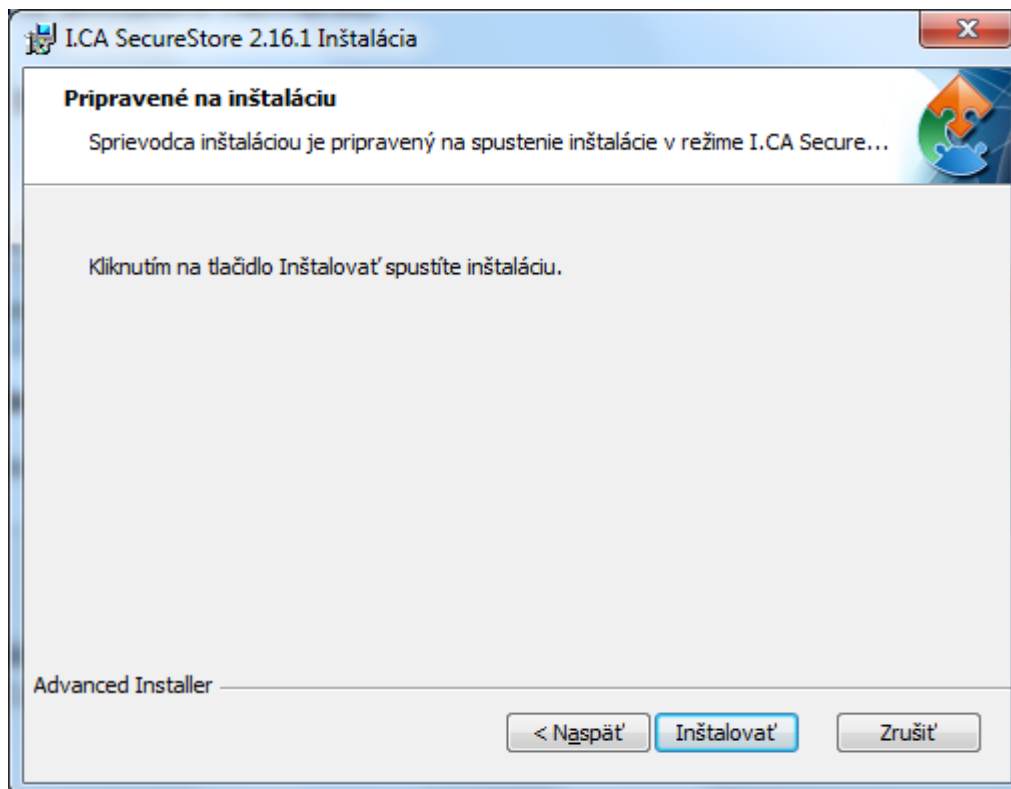 I.CA SecureStore 2.16.1 Inštalácia
Pripravené na inštaláciu
Sprievodca inštaláciou je pripravený na spustenie inštalácie v režime I.CA Secure...
Kliknutím na tlačidlo Inštalovať spustíte inštaláciu.
Advanced Installer
< Naspäť Inštalovať Zrušiť